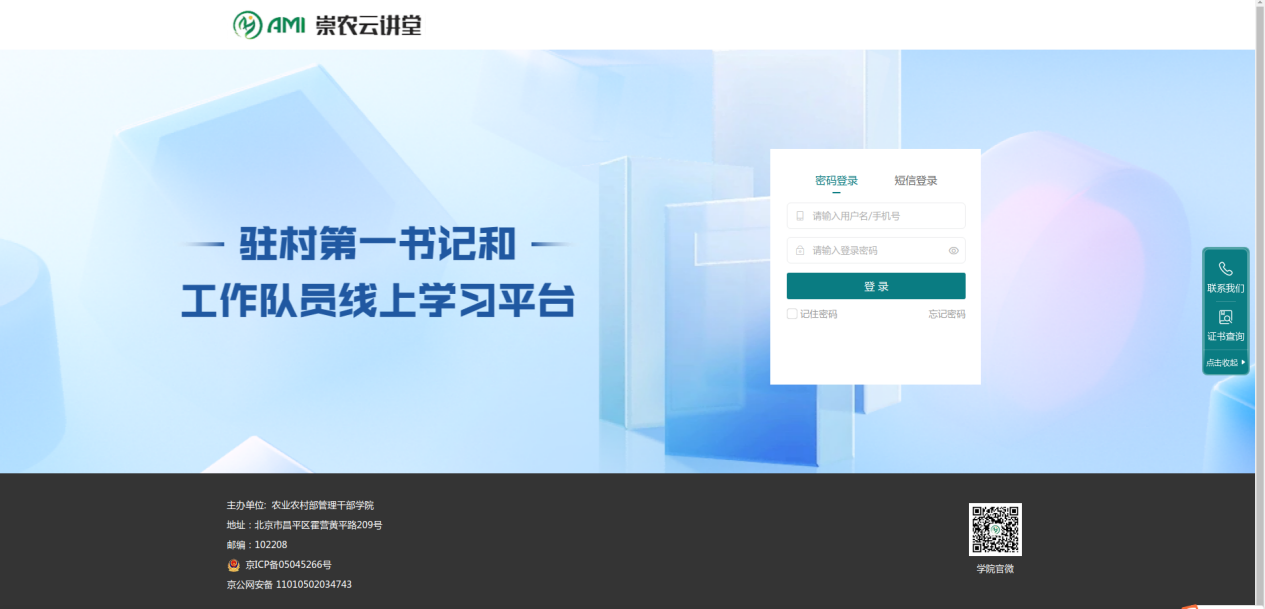 AMI 崇农云讲堂
驻村第一书记和
工作队员线上学习平台
密码登录 短信登录
请输入用户名/手机号
请输入登录密码
登 录
记住密码 忘记密码
联系我们
证书查询
点击收起
主办单位: 农业农村部管理干部学院
地址：北京市昌平区霍营黄平路209号
邮编：102208
京ICP备05045266号
京公网安备 11010502034743
学院官微